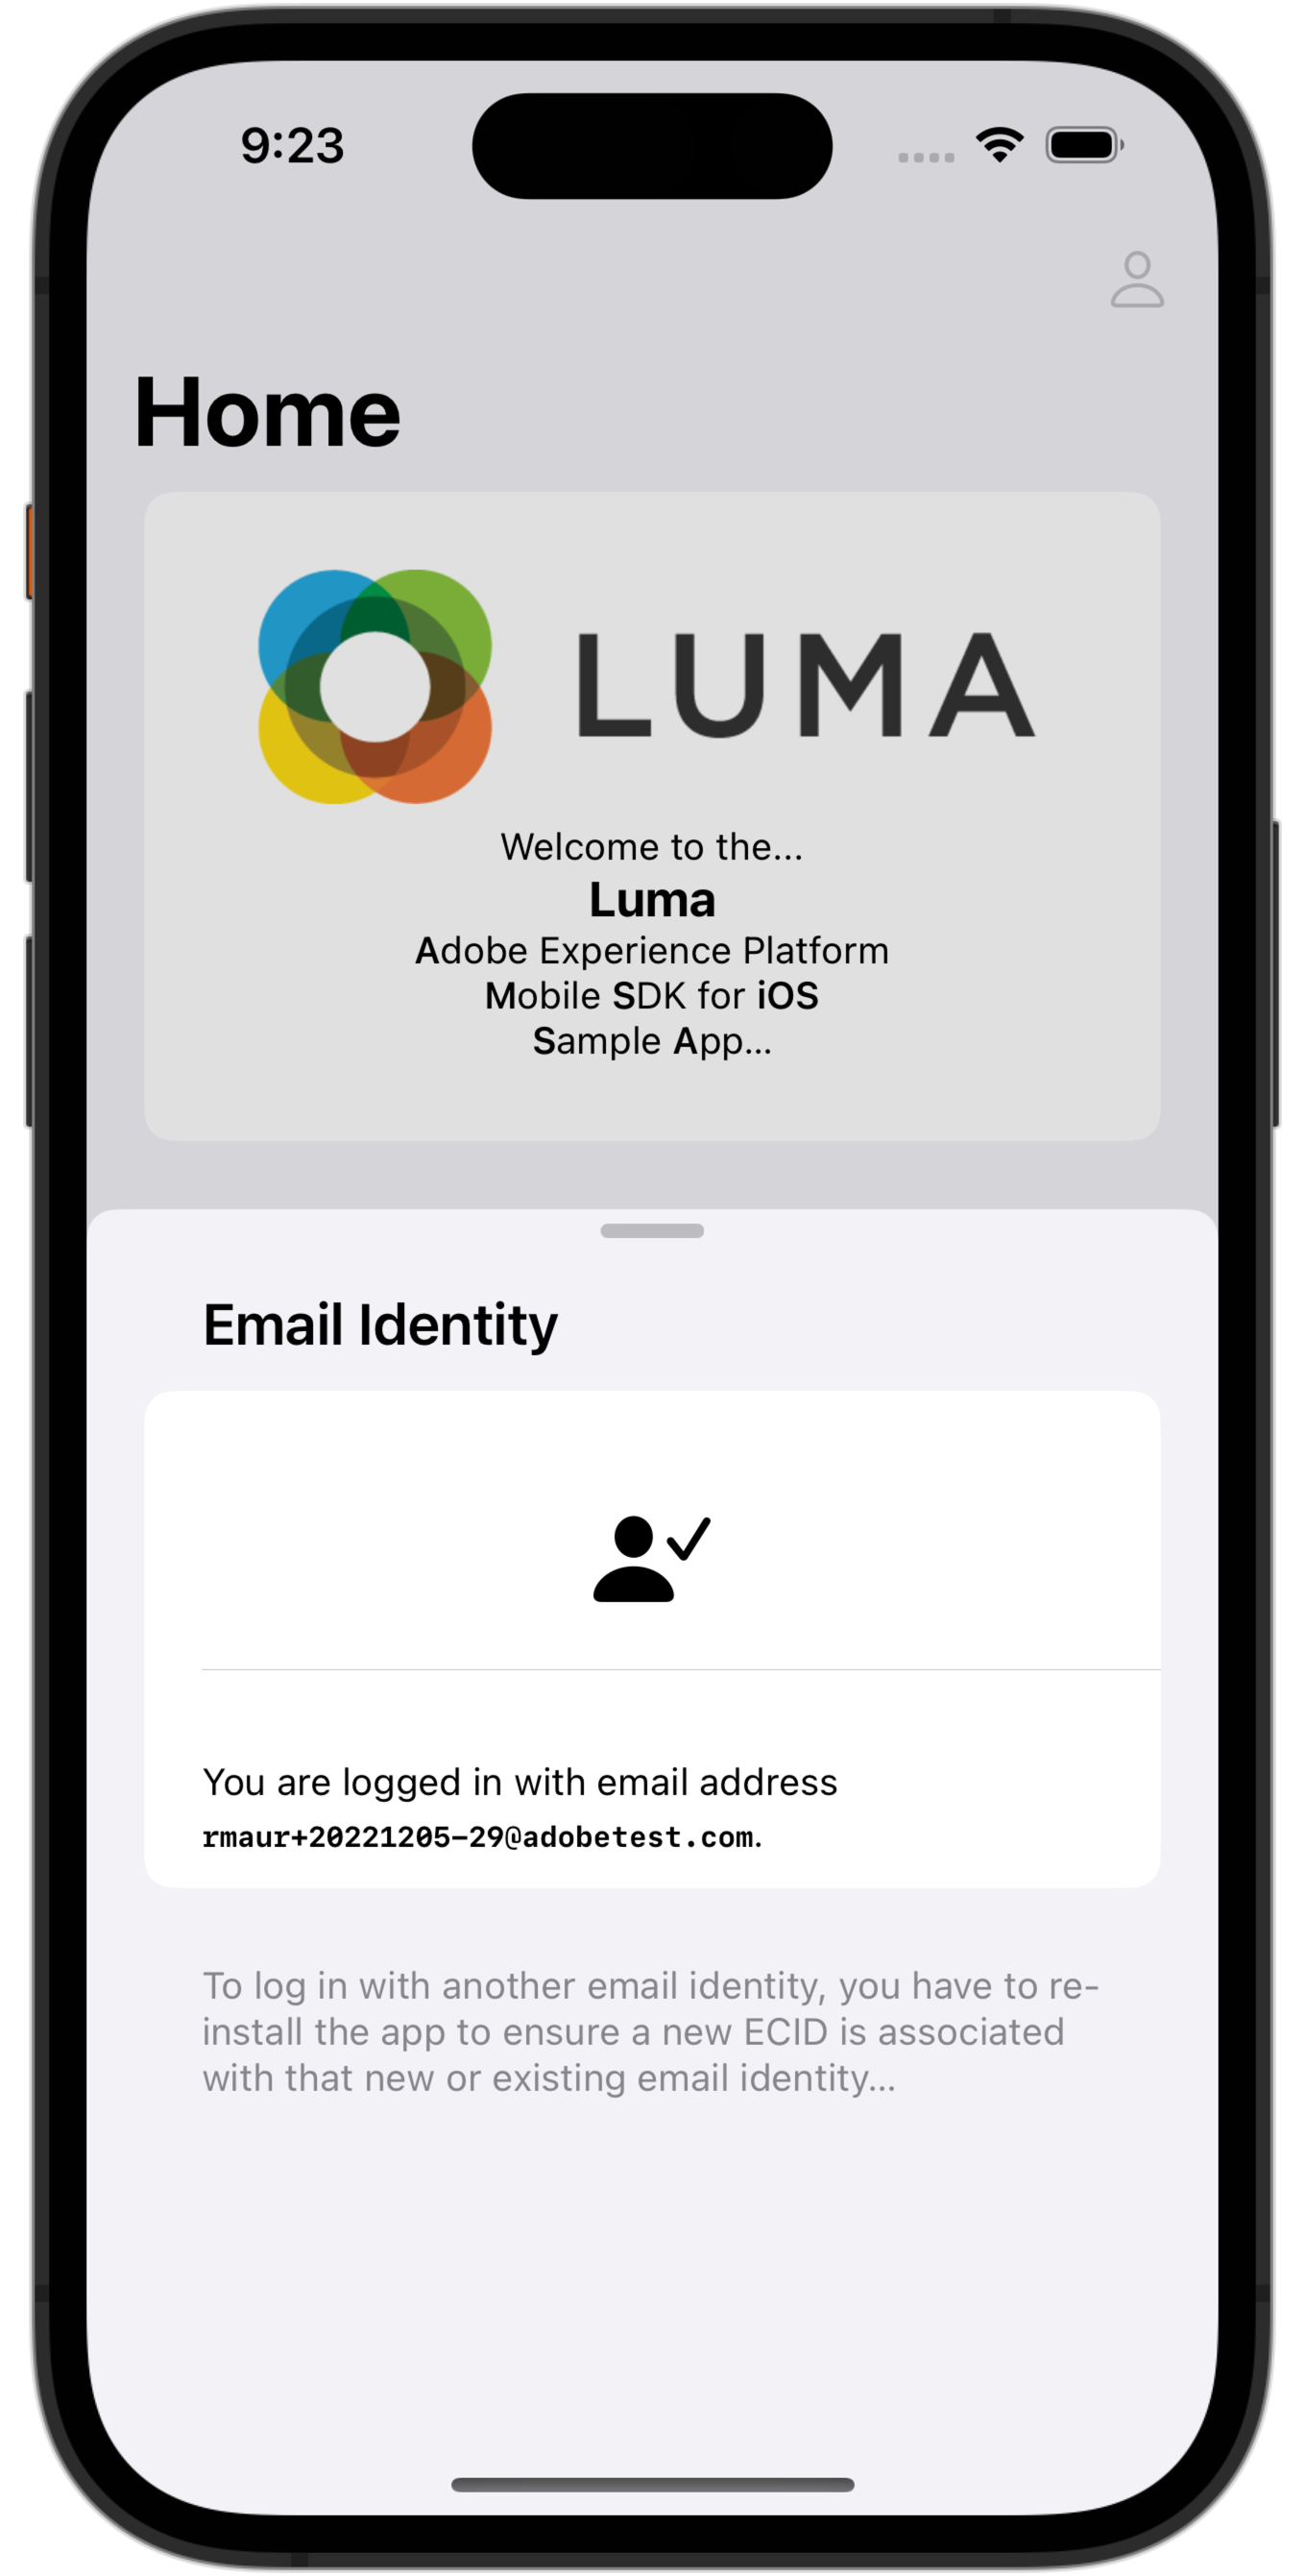 9:23
Home
LUMA
Welcome to the...
Luma
Adobe Experience Platform
Mobile SDK for iOS
Sample App...
Email Identity
You are logged in with email address
rmaur+20221205-29@adobetest.com.
To log in with another email identity, you have to re-
install the app to ensure a new ECID is associated
with that new or existing email identity...